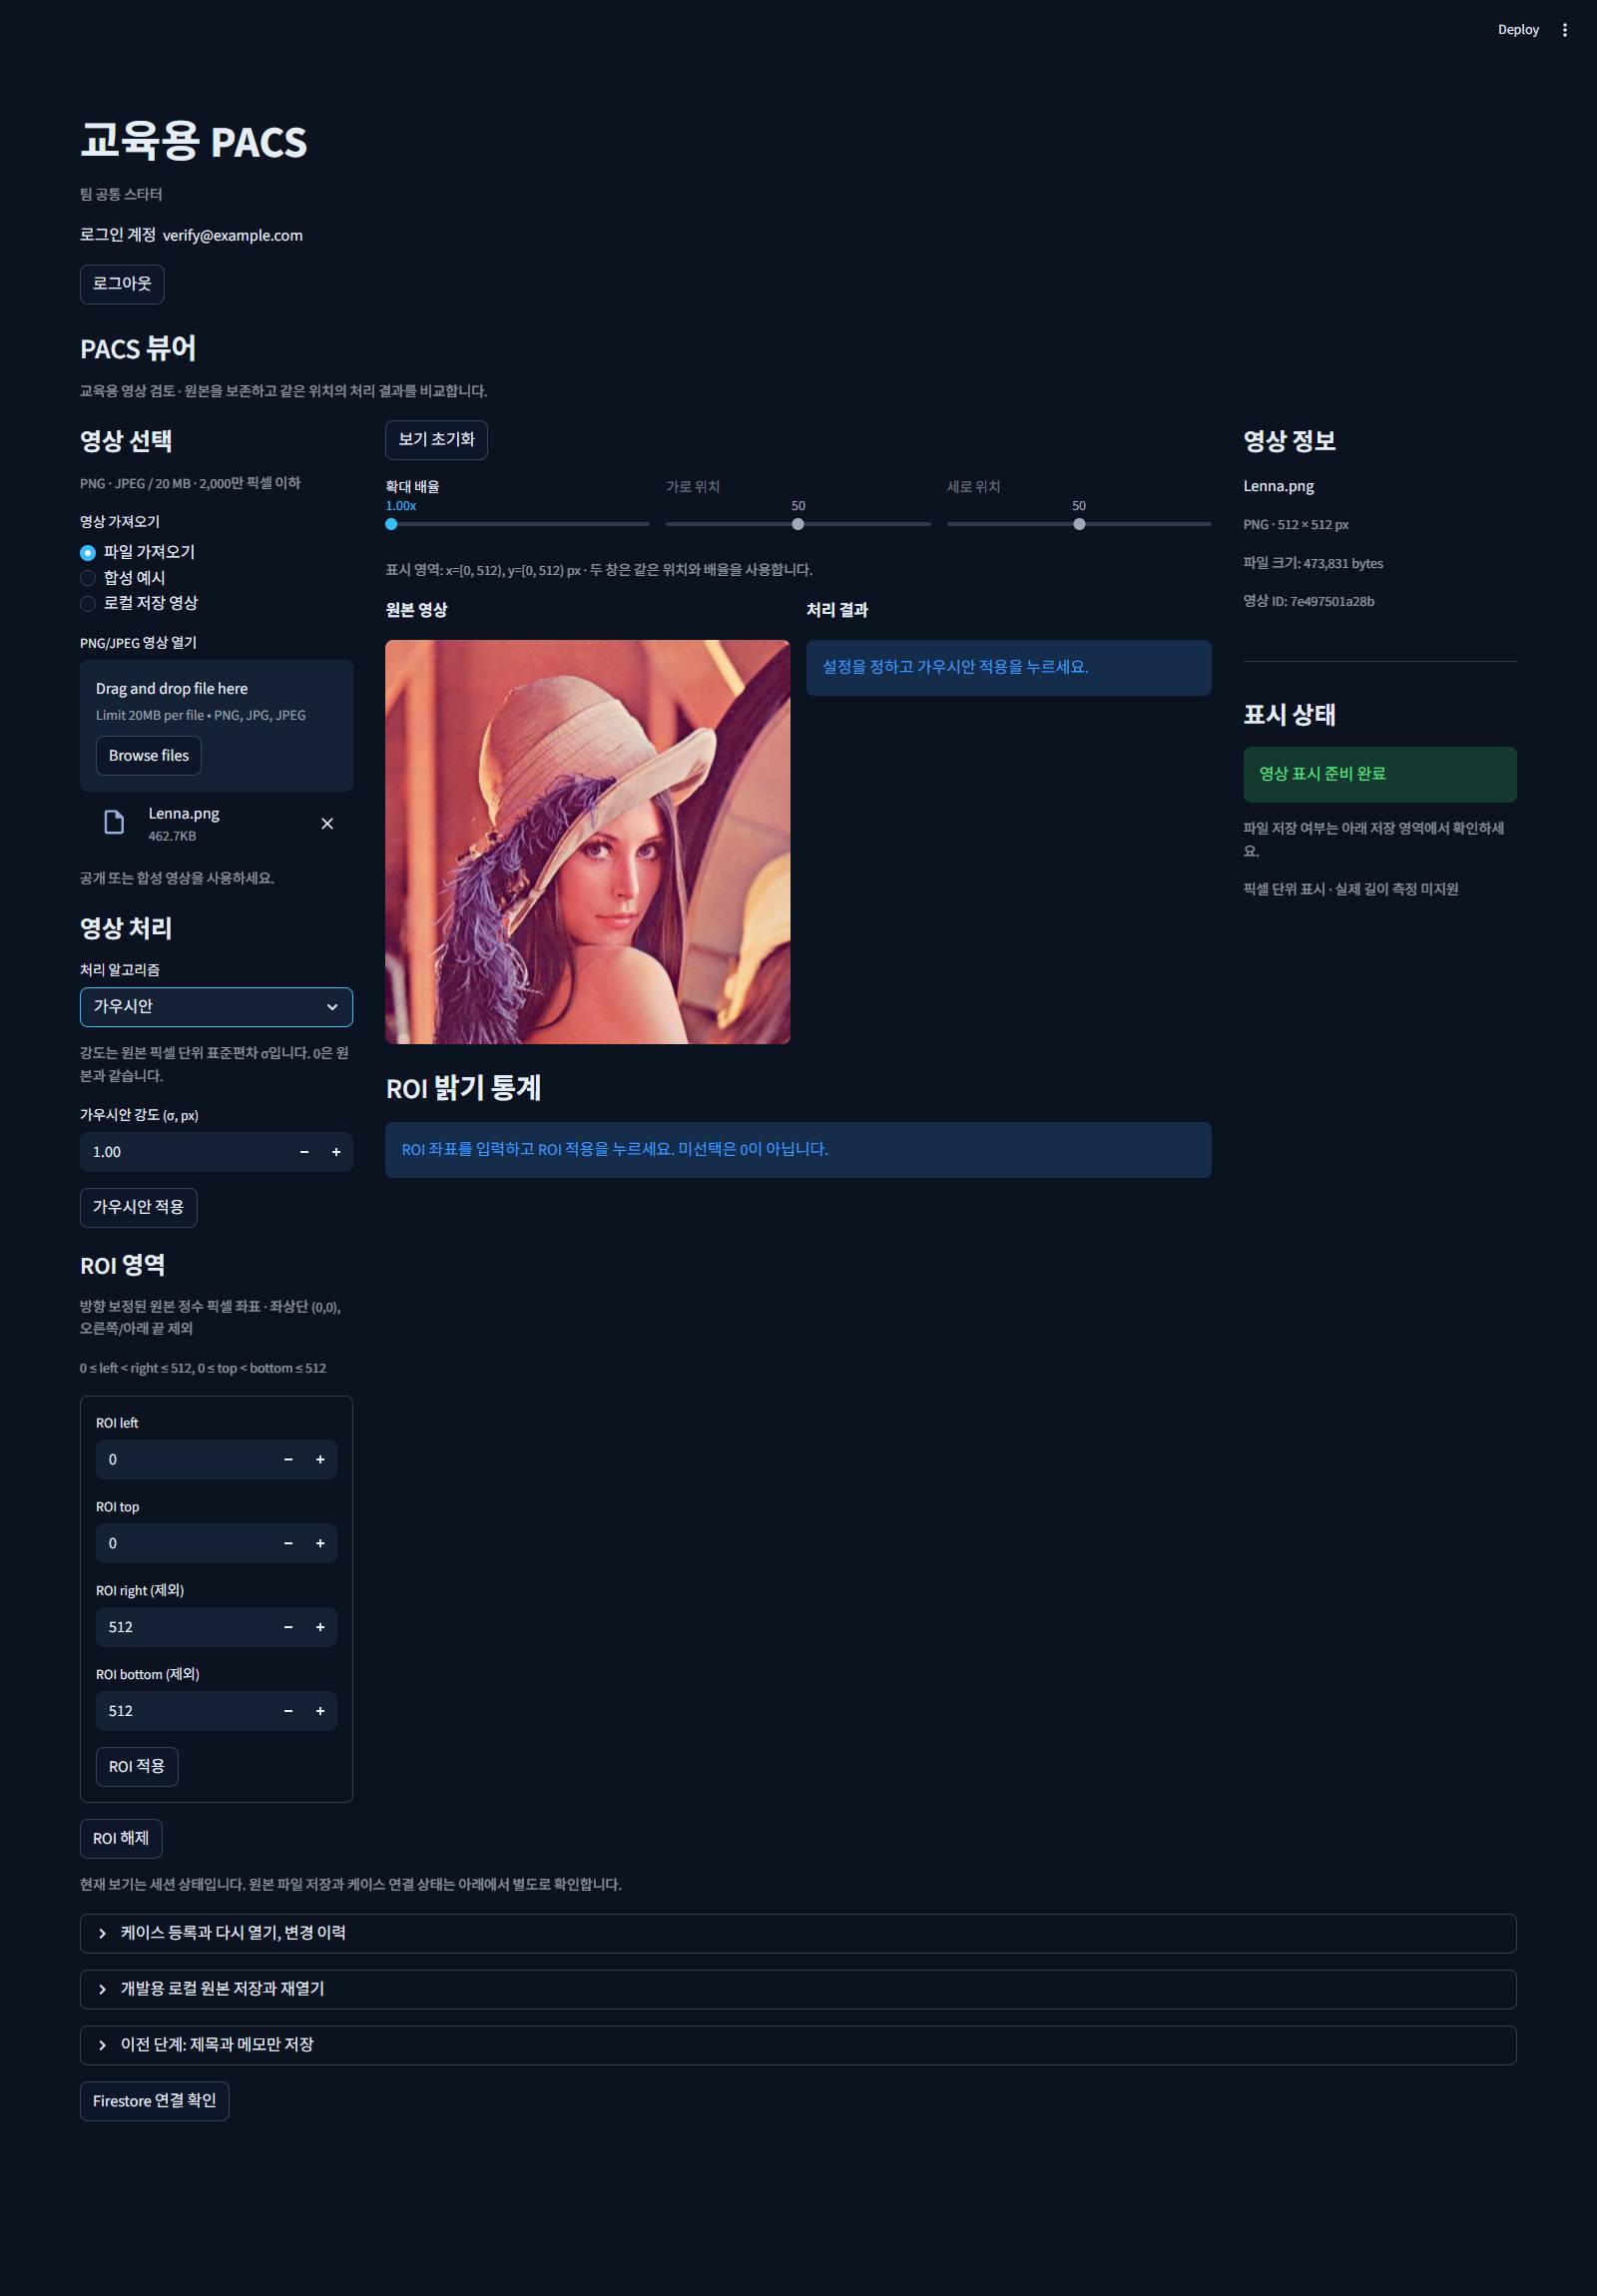 Deploy
교육용 PACS
팀 공통 스타터
로그인 계정 verify@example.com
로그아웃
PACS 뷰어
교육용 영상 검토 · 원본을 보존하고 같은 위치의 처리 결과를 비교합니다.
영상 선택
PNG · JPEG / 20 MB · 2,000만 픽셀 이하
영상 가져오기
파일 가져오기
합성 예시
로컬 저장 영상
PNG/JPEG 영상 열기
Drag and drop file here
Limit 20MB per file • PNG, JPG, JPEG
Browse files
Lenna.png
462.7KB
공개 또는 합성 영상을 사용하세요.
영상 처리
처리 알고리즘
가우시안
강도는 원본 픽셀 단위 표준편차 σ입니다. 0은 원
본과 같습니다.
가우시안 강도 (σ, px)
1.00
가우시안 적용
ROI 영역
방향 보정된 원본 정수 픽셀 좌표 · 좌상단 (0,0),
오른쪽/아래 끝 제외
0 ≤ left < right ≤ 512, 0 ≤ top < bottom ≤ 512
ROI left
0
ROI top
0
ROI right (제외)
512
ROI bottom (제외)
512
ROI 적용
ROI 해제
보기 초기화
확대 배율
1.00x
가로 위치
50
세로 위치
50
표시 영역: x=[0, 512), y=[0, 512) px · 두 창은 같은 위치와 배율을 사용합니다.
원본 영상
처리 결과
설정을 정하고 가우시안 적용을 누르세요.
ROI 밝기 통계
ROI 좌표를 입력하고 ROI 적용을 누르세요. 미선택은 0이 아닙니다.
영상 정보
Lenna.png
PNG · 512 × 512 px
파일 크기: 473,831 bytes
영상 ID: 7e497501a28b
표시 상태
영상 표시 준비 완료
파일 저장 여부는 아래 저장 영역에서 확인하세
요.
픽셀 단위 표시 · 실제 길이 측정 미지원
현재 보기는 세션 상태입니다. 원본 파일 저장과 케이스 연결 상태는 아래에서 별도로 확인합니다.
케이스 등록과 다시 열기, 변경 이력
개발용 로컬 원본 저장과 재열기
이전 단계: 제목과 메모만 저장
Firestore 연결 확인